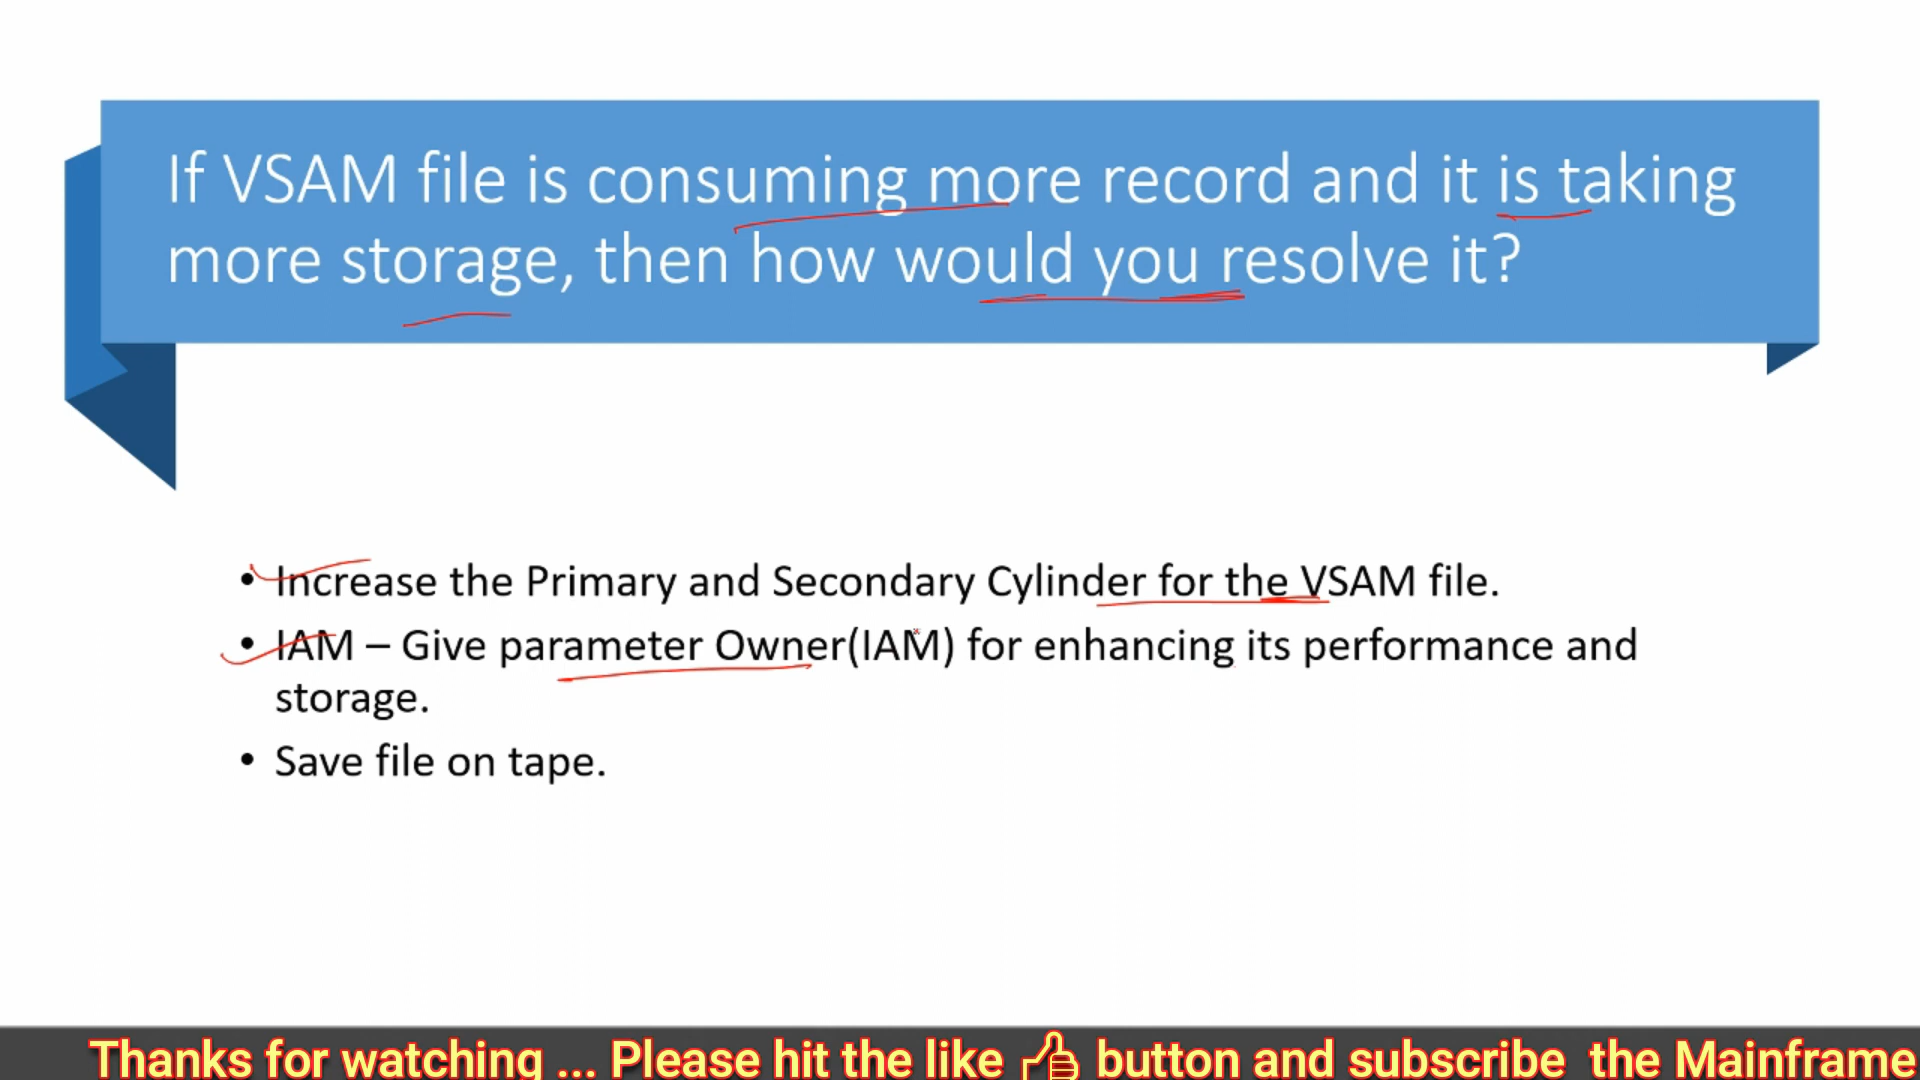 If VSAM file is consuming more record and it is taking
more storage, then how would you resolve it?
• Increase the Primary and Secondary Cylinder for the VSAM file.
• IAM – Give parameter Owner(IAM) for enhancing its performance and
storage.
• Save file on tape.
Thanks for watching ... Please hit the like 👍 button and subscribe the Mainframe